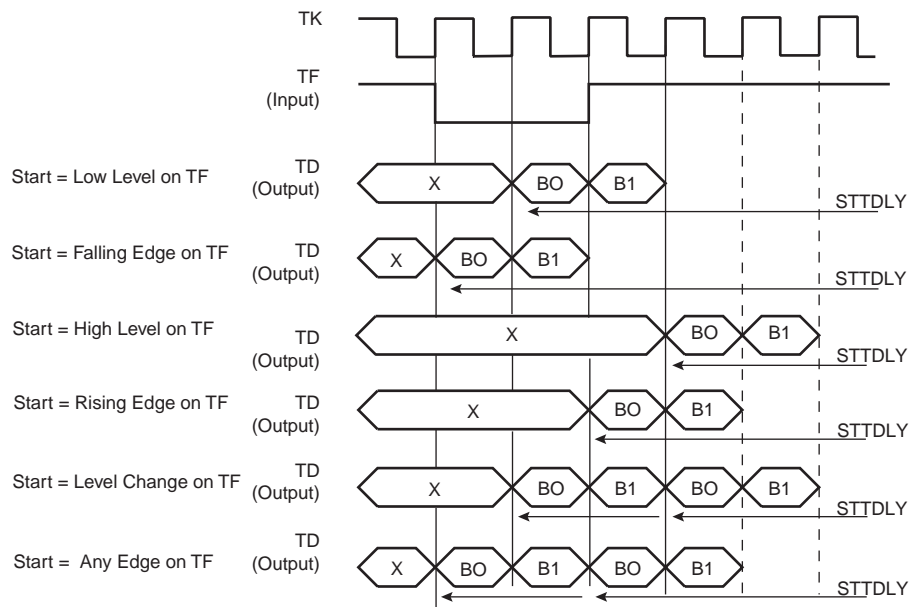 TK
TF
(Input)
Start = Low Level on TF
TD
(Output)
X
BO
B1
STTDLY
Start = Falling Edge on TF
TD
(Output)
X
BO
B1
STTDLY
Start = High Level on TF
TD
(Output)
X
BO
B1
STTDLY
Start = Rising Edge on TF
TD
(Output)
X
BO
B1
STTDLY
Start = Level Change on TF
TD
(Output)
X
BO
B1
BO
B1
STTDLY
Start = Any Edge on TF
TD
(Output)
X
BO
B1
BO
B1
STTDLY